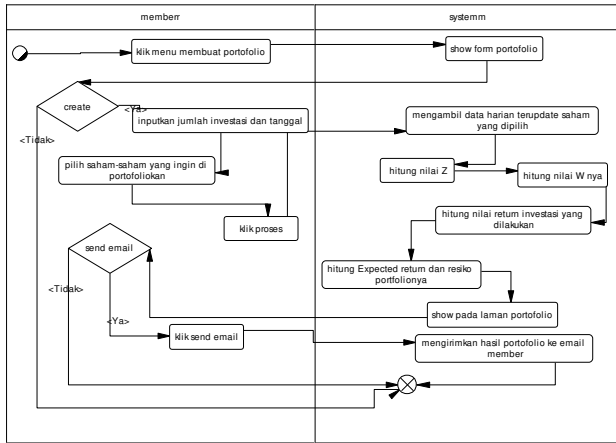 memberr
systemm
klik menu membuat portofolio
show form portofolio
create
<Ya>
<Tidak>
inputkan jumlah investasi dan tanggal
mengambil data harian terupdate saham
yang dipilih
pilih saham-saham yang ingin di
portofoliokan
hitung nilai Z
hitung nilai W nya
klik proses
hitung nilai return investasi yang
dilakukan
send email
hitung Expected return dan resiko
portfolionya
<Tidak>
<Ya>
show pada laman portofolio
klik send email
mengirimkan hasil portofolio ke email
member